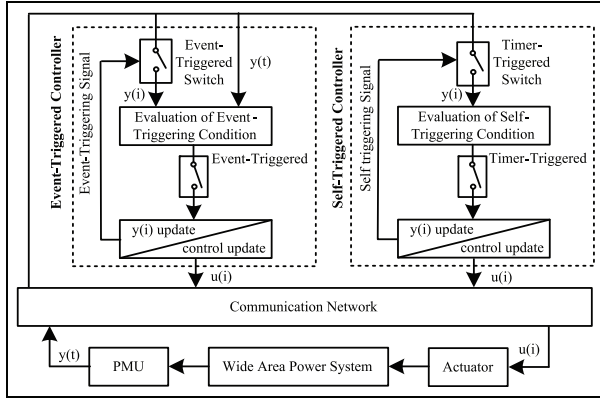 Event-Triggered Controller
Event-Triggering Signal
Event-
Triggered
Switch
y(t)
y(i)
Evaluation of Event-
Triggering Condition
Event-Triggered
y(i) update
control update
u(i)
Self-Triggered Controller
Self triggering Signal
Timer-
Triggered
Switch
y(i)
Evaluation of Self-
Triggering Condition
Timer-Triggered
y(i) update
control update
u(i)
Communication Network
y(t)
PMU
Wide Area Power System
Actuator
u(i)